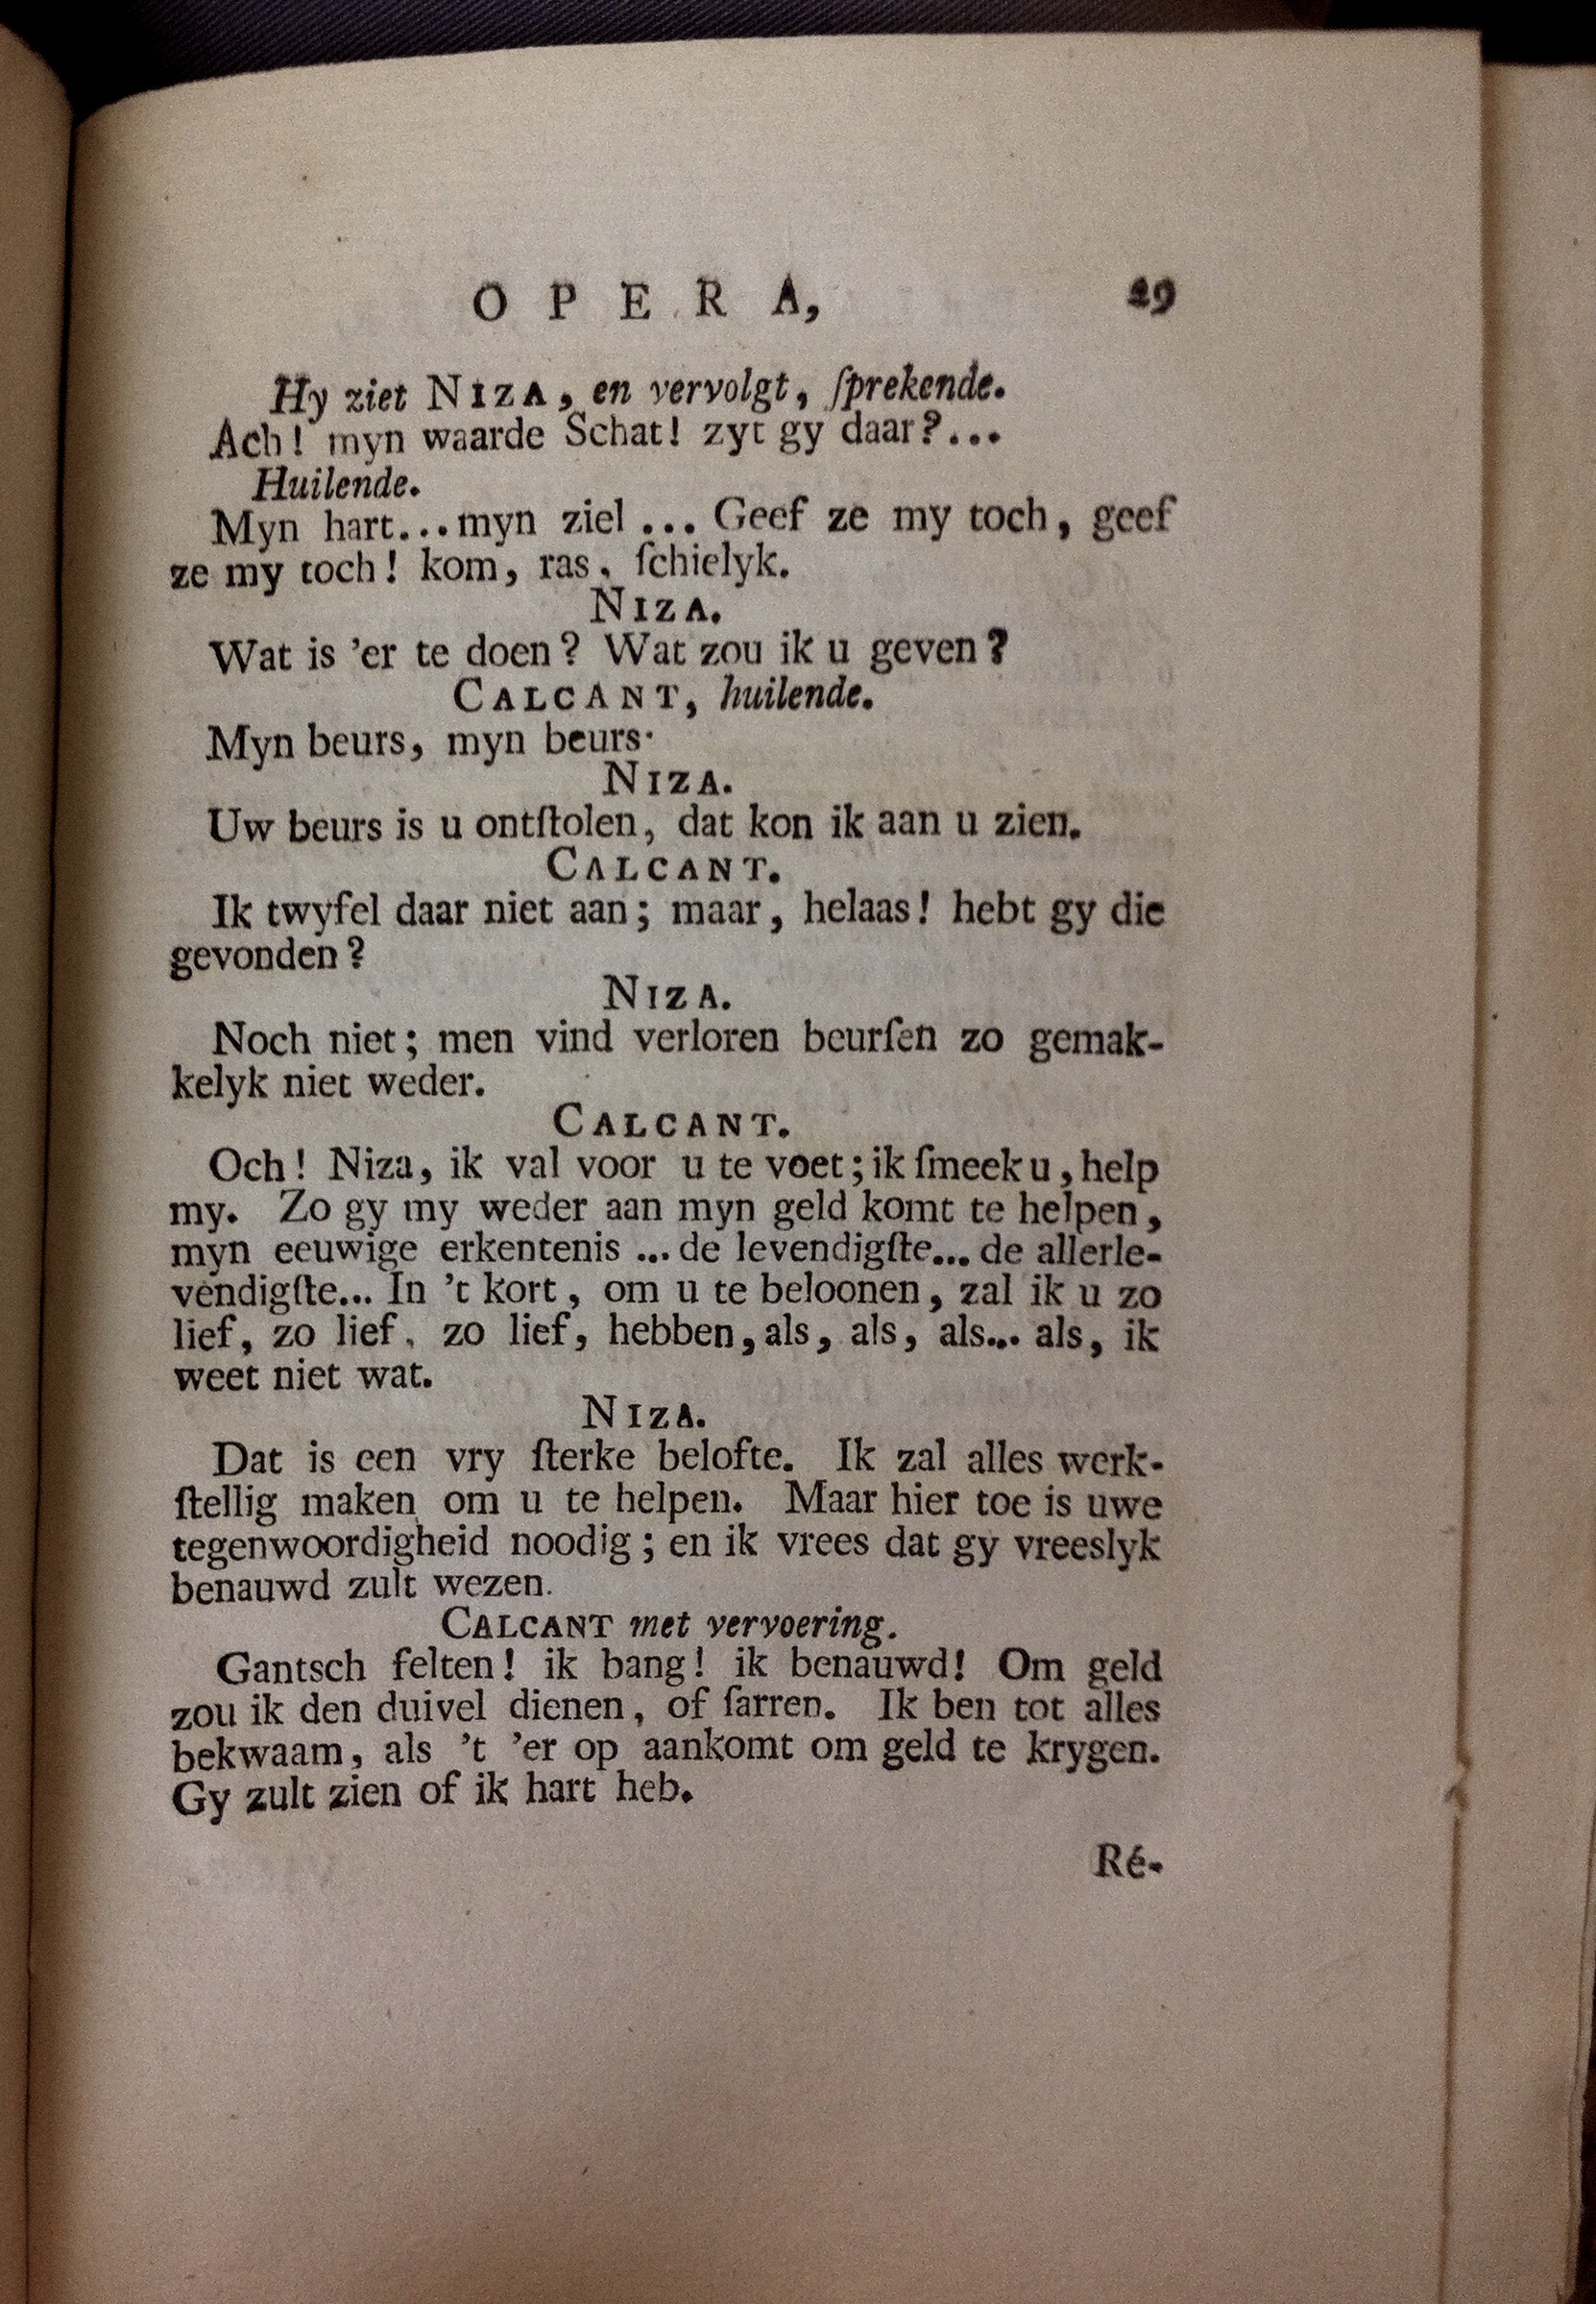 OPERA, 29
Hy ziet NIZA, en vervolgt, ſprekende.
Ach! myn waarde Schat! zyt gy daar?...
Huilende.
Myn hart...myn ziel ... Geef ze my toch, geef
ze my toch! kom, ras, ſchielyk.
NIZA.
Wat is 'er te doen? Wat zou ik u geven?
CALCANT, huilende.
Myn beurs, myn beurs·
NIZA.
Uw beurs is u ontſtolen, dat kon ik aan u zien.
CALCANT.
Ik twyfel daar niet aan; maar, helaas! hebt gy die
gevonden?
NIZA.
Noch niet; men vind verloren beurſen zo gemak-
kelyk niet weder.
CALCANT.
Och! Niza, ik val voor u te voet; ik ſmeek u, help
my. Zo gy my weder aan myn geld komt te helpen,
myn eeuwige erkentenis ... de levendigſte... de allerle-
vendigſte... In 't kort, om u te beloonen, zal ik u zo
lief, zo lief, zo lief, hebben, als, als, als... als, ik
weet niet wat.
NIZA.
Dat is een vry ſterke belofte. Ik zal alles werk-
ſtellig maken om u te helpen. Maar hier toe is uwe
tegenwoordigheid noodig; en ik vrees dat gy vreeslyk
benauwd zult wezen.
CALCANT met vervoering.
Gantsch felten! ik bang! ik benauwd! Om geld
zou ik den duivel dienen, of ſarren. Ik ben tot alles
bekwaam, als 't 'er op aankomt om geld te krygen.
Gy zult zien of ik hart heb.
Ré-